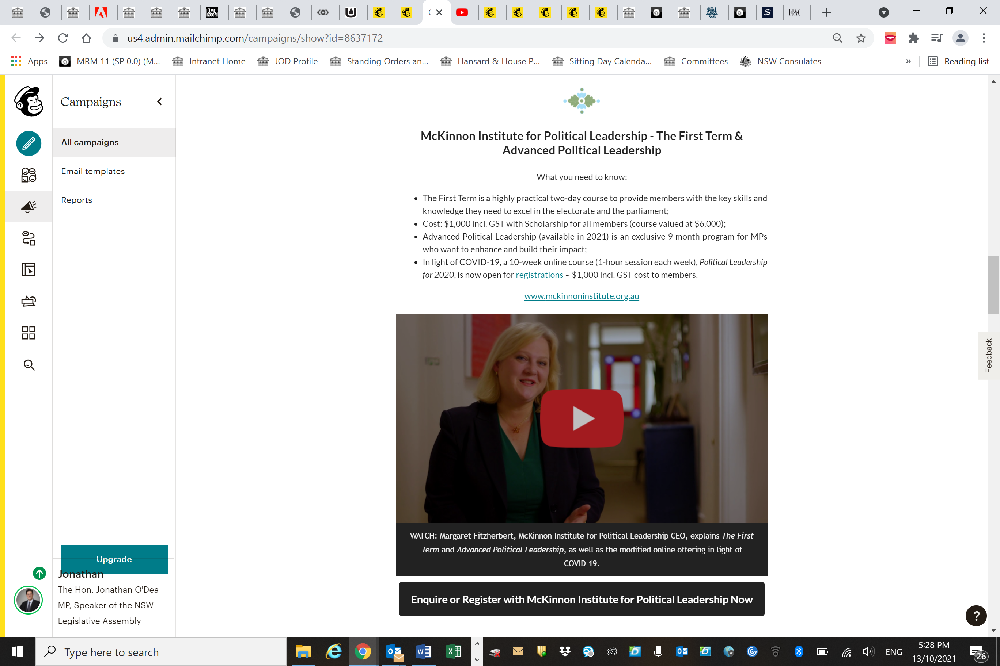 us4.admin.mailchimp.com/campaigns/show?id=8637172
Apps
MRM 11 (SP 0.0) (M...
Intranet Home
JOD Profile
Standing Orders an...
Hansard & House P...
Sitting Day Calenda...
Committees
NSW Consulates
»
Reading list
Campaigns
All campaigns
Email templates
Reports
McKinnon Institute for Political Leadership - The First Term &
Advanced Political Leadership
What you need to know:
• The First Term is a highly practical two-day course to provide members with the key skills and
knowledge they need to excel in the electorate and the parliament;
• Cost: $1,000 incl. GST with Scholarship for all members (course valued at $6,000);
• Advanced Political Leadership (available in 2021) is an exclusive 9 month program for MPs
who want to enhance and build their impact;
• In light of COVID-19, a 10-week online course (1-hour session each week), Political Leadership
for 2020, is now open for registrations ~ $1,000 incl. GST cost to members.
www.mckinnoninstitute.org.au
WATCH: Margaret Fitzherbert, McKinnon Institute for Political Leadership CEO, explains The First
Term and Advanced Political Leadership, as well as the modified online offering in light of
COVID-19.
Enquire or Register with McKinnon Institute for Political Leadership Now
Feedback
Upgrade
Jonathan
The Hon. Jonathan O'Dea
MP, Speaker of the NSW
Legislative Assembly
?
Type here to search
ENG
5:28 PM
13/10/2021
26